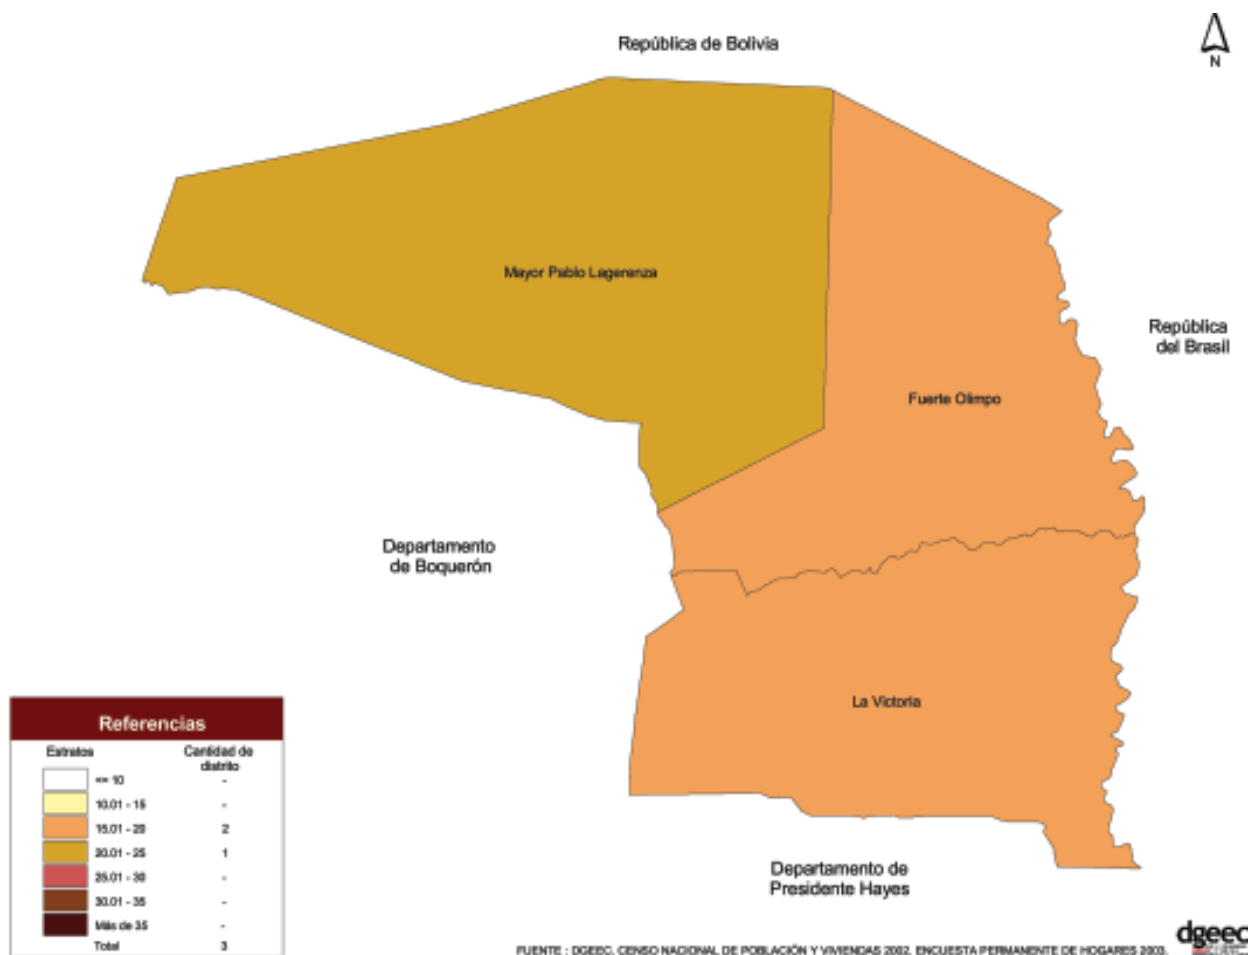 República de Bolivia
N
Mayor Pablo Lagerenza
República
del Brasil
Fuerte Olimpo
Departamento
de Boquerón
La Victoria
Referencias
Estratos Cantidad de
distrito
<= 10 -
10.01 - 15 -
15.01 - 20 2
20.01 - 25 1
25.01 - 30 -
30.01 - 35 -
Más de 35 -
Total 3
Departamento de
Presidente Hayes
dgeec
FUENTE : DGEEC. CENSO NACIONAL DE POBLACIÓN Y VIVIENDAS 2002. ENCUESTA PERMANENTE DE HOGARES 2003.